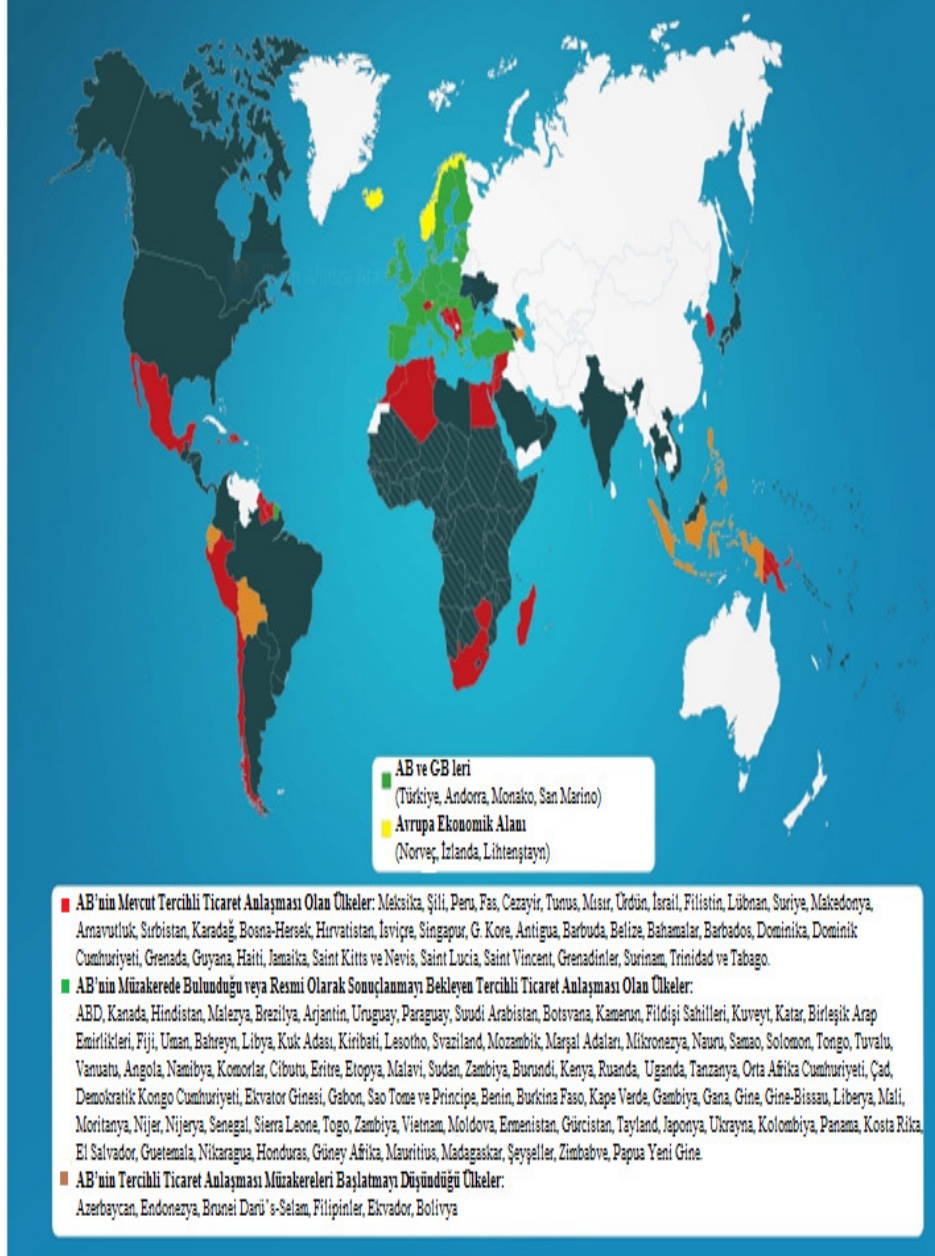 AB ve GB leri
(Türkiye, Andorra, Monako, San Marino)
Avrupa Ekonomik Alanı
(Norveç, İzlanda, Lihtenştayn)
AB'nin Mevcut Tercihli Ticaret Anlaşması Olan Ülkeler: Meksika, Şili, Peru, Fas, Cezayir, Tunus, Mısır, Ürdün, İsrail, Filistin, Lübnan, Suriye, Makedonya,
Arnavutluk, Sırbistan, Karadağ, Bosna-Hersek, Hırvatistan, İsviçre, Singapur, G. Kore, Antigua, Barbuda, Belize, Bahamalar, Barbados, Dominika, Dominik
Cumhuriyeti, Grenada, Guyana, Haiti, Jamaika, Saint Kitts ve Nevis, Saint Lucia, Saint Vincent, Grenadinler, Surinam, Trinidad ve Tabago.
AB'nin Müzakerede Bulunduğu veya Resmi Olarak Sonuçlanmayı Bekleyen Tercihli Ticaret Anlaşması Olan Ülkeler:
ABD, Kanada, Hindistan, Malezya, Brezilya, Arjantin, Uruguay, Paraguay, Suudi Arabistan, Botsvana, Kamerun, Fildişi Sahilleri, Kuveyt, Katar, Birleşik Arap
Emirlikleri, Fiji, Uman, Bahreyn, Libya, Kuk Adası, Kiribati, Lesotho, Svaziland, Mozambik, Marşal Adaları, Mikronezya, Nauru, Samao, Solomon, Tongo, Tuvalu,
Vanuatu, Angola, Namibya, Komorlar, Cibutu, Eritre, Etopya, Malavi, Sudan, Zambiya, Burundi, Kenya, Ruanda, Uganda, Tanzanya, Orta Afrika Cumhuriyeti, Çad,
Demokratik Kongo Cumhuriyeti, Ekvator Ginesi, Gabon, Sao Tome ve Principe, Benin, Burkina Faso, Kape Verde, Gambiya, Gana, Gine, Gine-Bissau, Liberya, Mali,
Moritanya, Nijer, Nijerya, Senegal, Sierra Leone, Togo, Zambiya, Vietnam, Moldova, Ermenistan, Gürcistan, Tayland, Japonya, Ukrayna, Kolombiya, Panama, Kosta Rika,
El Salvador, Guetemala, Nikaragua, Honduras, Güney Afrika, Mauritius, Madagaskar, Şeyşeller, Zimbabve, Papua Yeni Gine.
AB'nin Tercihli Ticaret Anlaşması Müzakereleri Başlatmayı Düşündüğü Ülkeler:
Azerbaycan, Endonezya, Brunei Darü's-Selam, Filipinler, Ekvador, Bolivya